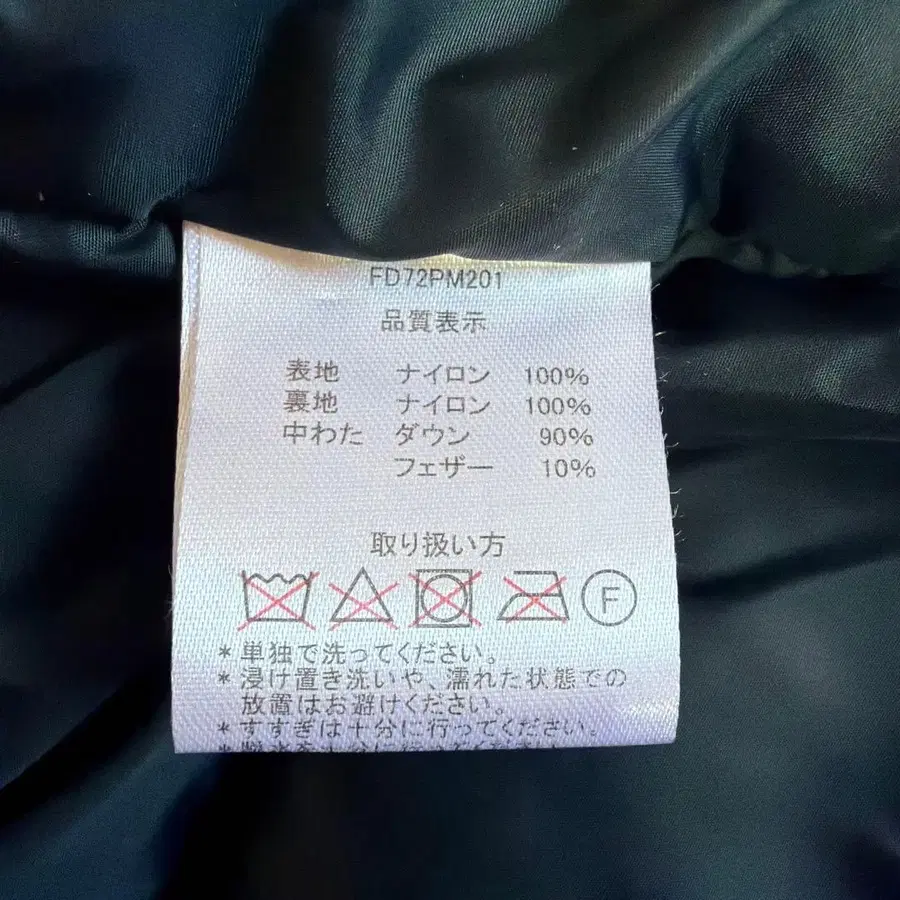 FD72PM201
品質表示
表地 ナイロン 100%
裏地 ナイロン 100%
中わた ダウン 90%
フェザー 10%
取り扱い方
F
*単独で洗ってください。
*浸け置き洗いや、濡れた状態での
放置はお避けください。
*すすぎは十分に行ってください。